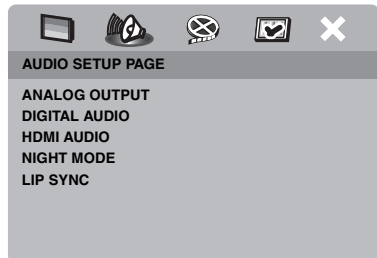 AUDIO SETUP PAGE
ANALOG OUTPUT
DIGITAL AUDIO
HDMI AUDIO
NIGHT MODE
LIP SYNC